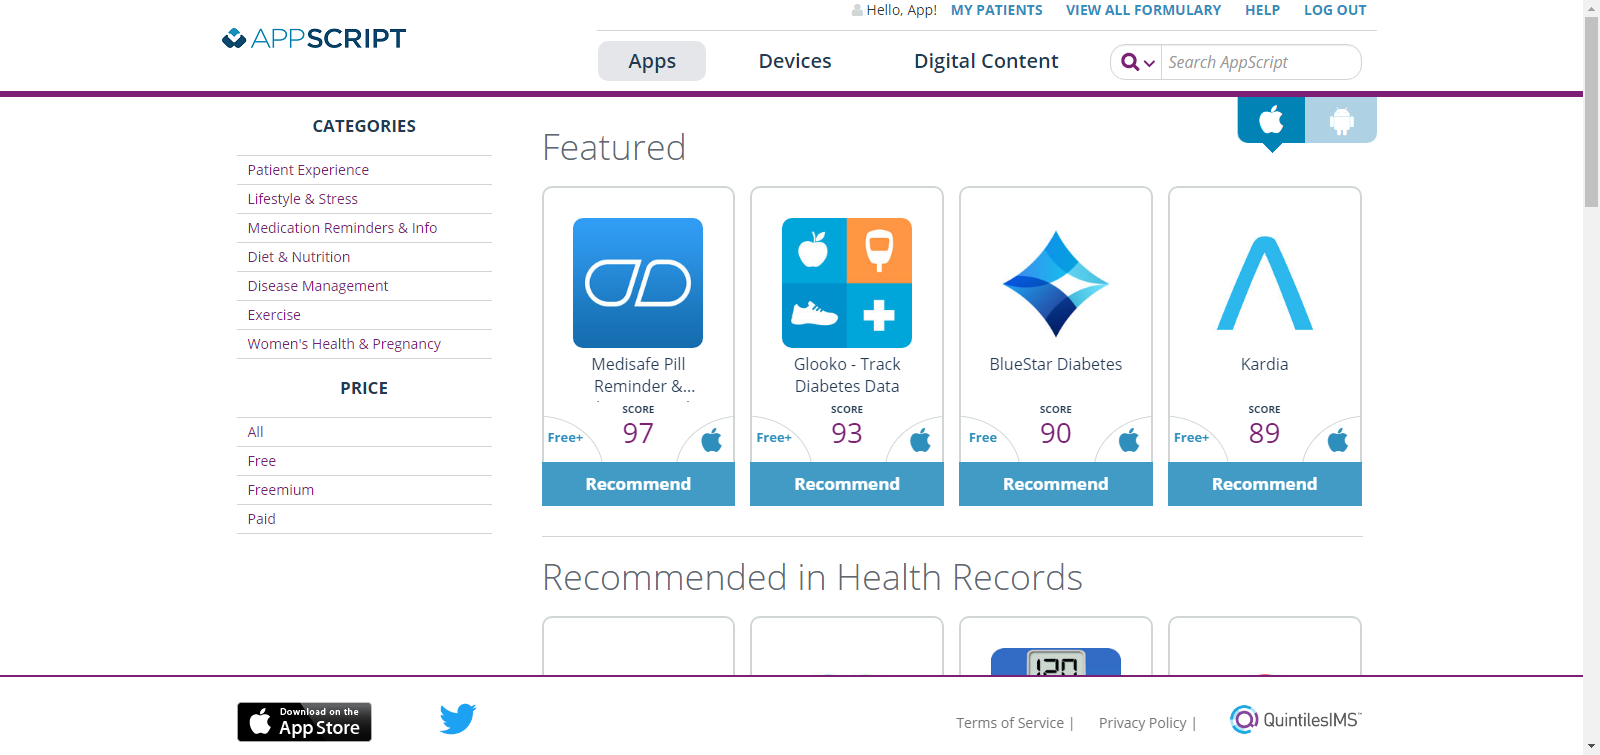 Hello, App! MY PATIENTS VIEW ALL FORMULARY HELP LOG OUT
APPSCRIPT
Apps Devices Digital Content Search AppScript
CATEGORIES
Patient Experience
Lifestyle & Stress
Medication Reminders & Info
Diet & Nutrition
Disease Management
Exercise
Women's Health & Pregnancy
PRICE
All
Free
Freemium
Paid
Featured
Medisafe Pill
Reminder &...
SCORE
Free+ 97
Recommend
Glooko - Track
Diabetes Data
SCORE
Free+ 93
Recommend
BlueStar Diabetes
SCORE
Free 90
Recommend
Kardia
SCORE
Free+ 89
Recommend
Recommended in Health Records
120
Download on the
App Store
Terms of Service |
Privacy Policy |
QuintilesIMS™